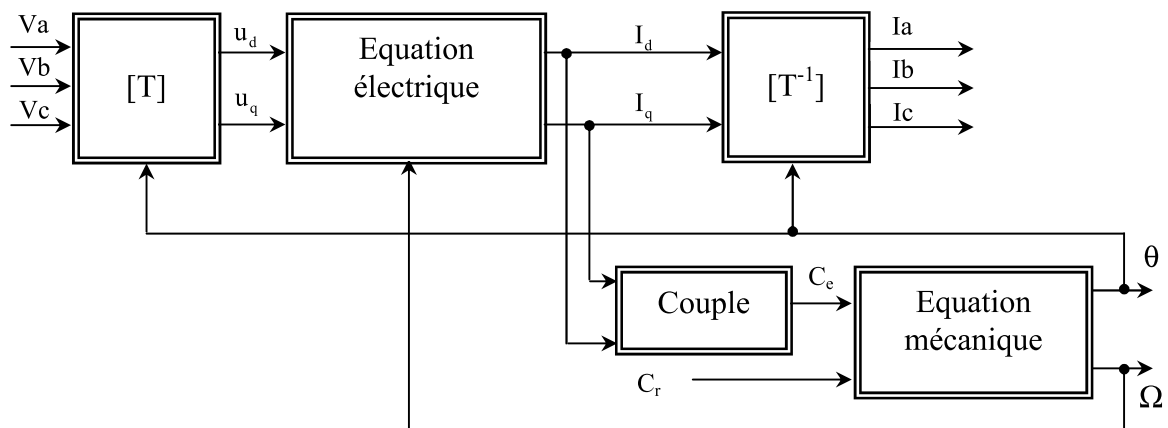 Va
Vb
Vc
[T]
u_d
u_q
Equation
électrique
I_d
I_q
[T^-1]
Ia
Ib
Ic
θ
Couple
C_e
C_r
Equation
mécanique
Ω